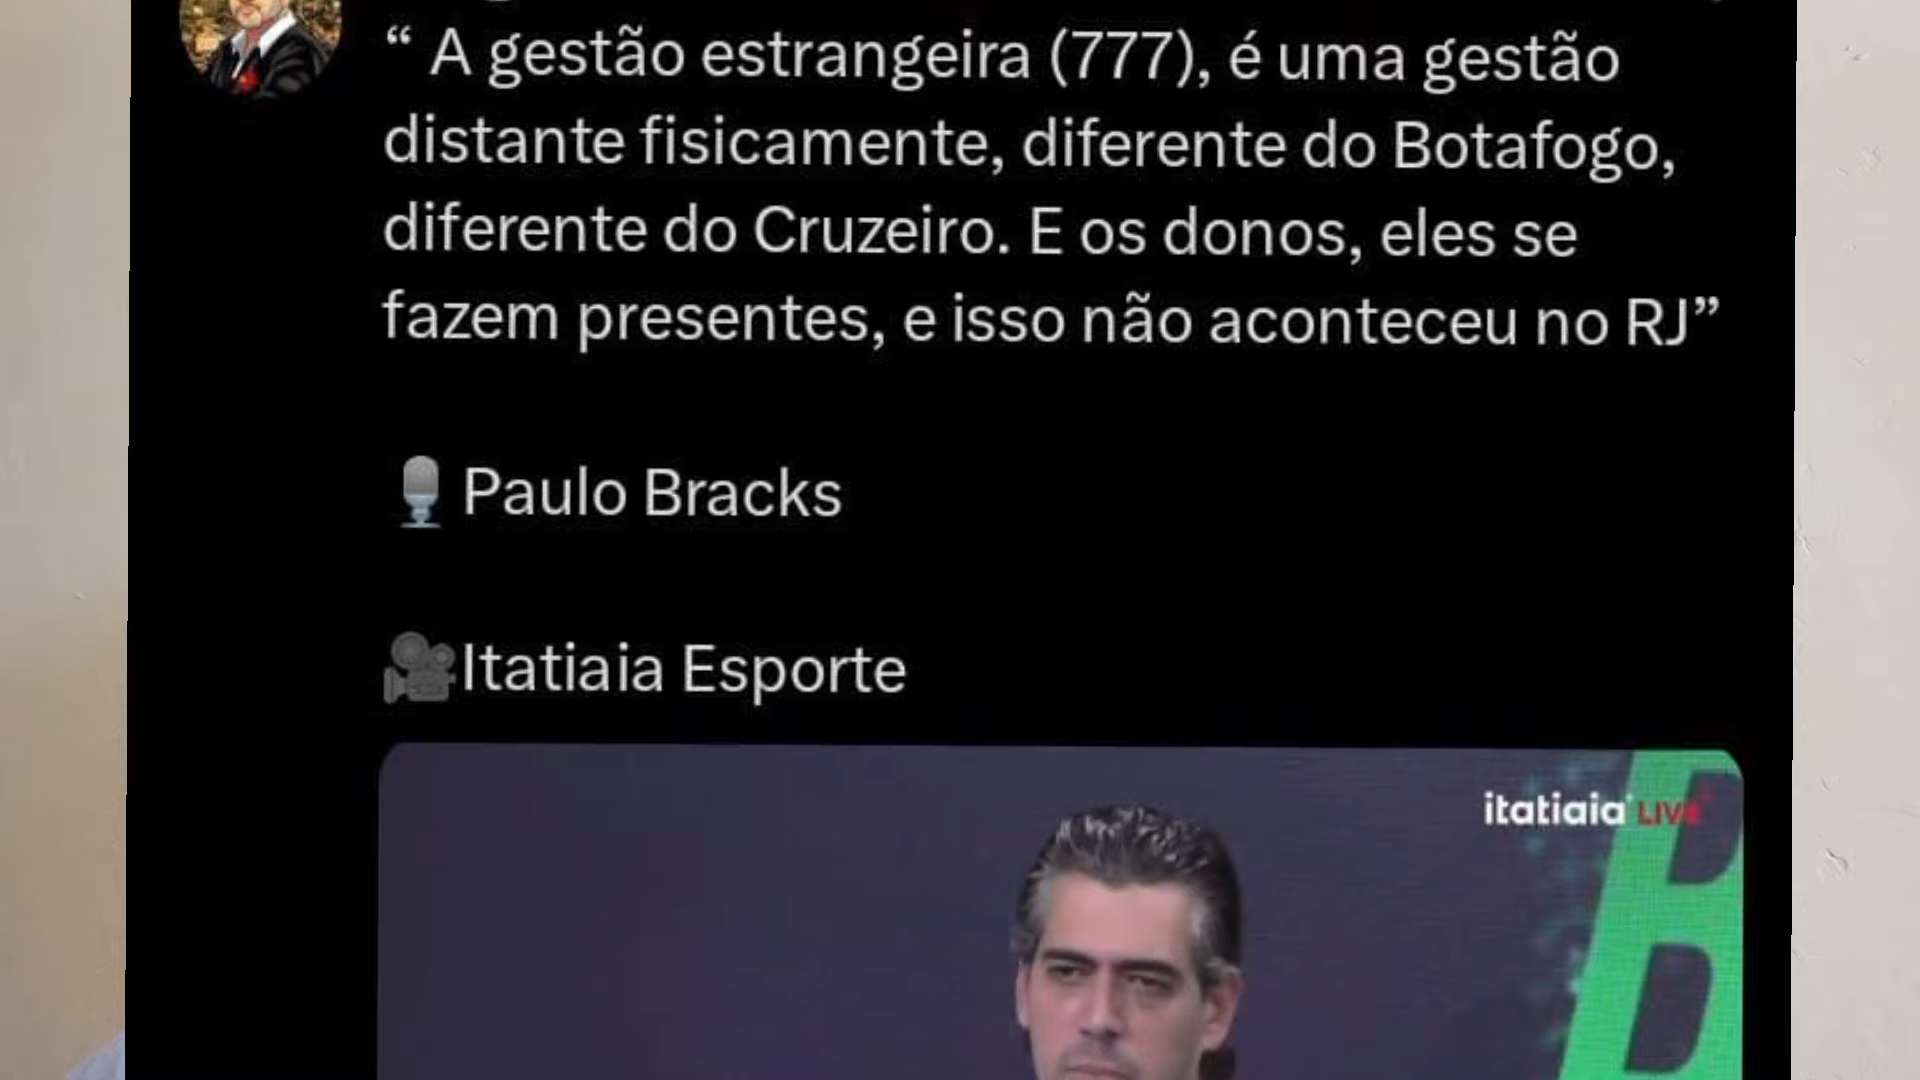 “ A gestão estrangeira (777), é uma gestão
distante fisicamente, diferente do Botafogo,
diferente do Cruzeiro. E os donos, eles se
fazem presentes, e isso não aconteceu no RJ”
Paulo Bracks
Itatiaia Esporte
itatiaia LIVE
B